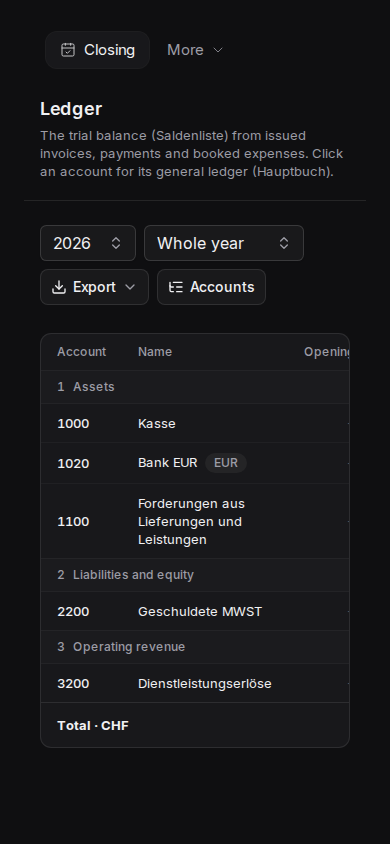 Closing More
Ledger
The trial balance (Saldenliste) from issued
invoices, payments and booked expenses. Click
an account for its general ledger (Hauptbuch).
2026 Whole year
Export Accounts
Account Name Opening
1 Assets
1000 Kasse
1020 Bank EUR EUR
1100 Forderungen aus
Lieferungen und
Leistungen
2 Liabilities and equity
2200 Geschuldete MWST
3 Operating revenue
3200 Dienstleistungserlöse
Total · CHF